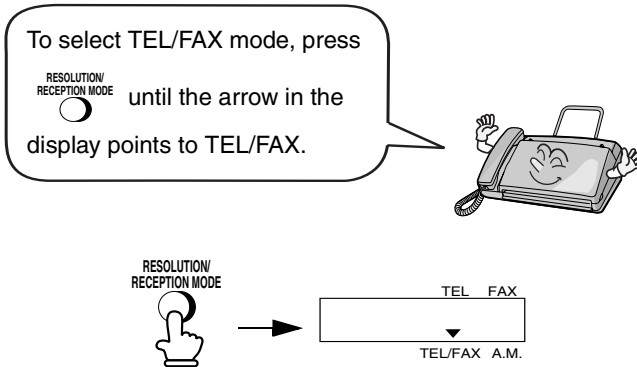 To select TEL/FAX mode, press
RESOLUTION/
RECEPTION MODE
until the arrow in the
display points to TEL/FAX.
RESOLUTION/
RECEPTION MODE
TEL FAX
TEL/FAX A.M.